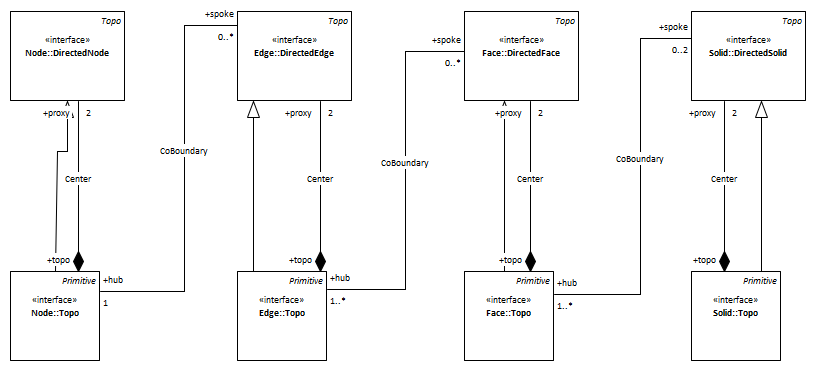 Topo
«interface»
Node::DirectedNode
+spoke
0..*
Topo
«interface»
Edge::DirectedEdge
+spoke
0..*
Topo
«interface»
Face::DirectedFace
+spoke
0..2
Topo
«interface»
Solid::DirectedSolid
+proxy
2
+proxy
2
+proxy
2
+proxy
2
CoBoundary
CoBoundary
CoBoundary
Center
Center
Center
Center
+topo
+topo
+topo
+topo
Primitive
«interface»
Node::Topo
+hub
1
Primitive
«interface»
Edge::Topo
+hub
1..*
Primitive
«interface»
Face::Topo
+hub
1..*
Primitive
«interface»
Solid::Topo